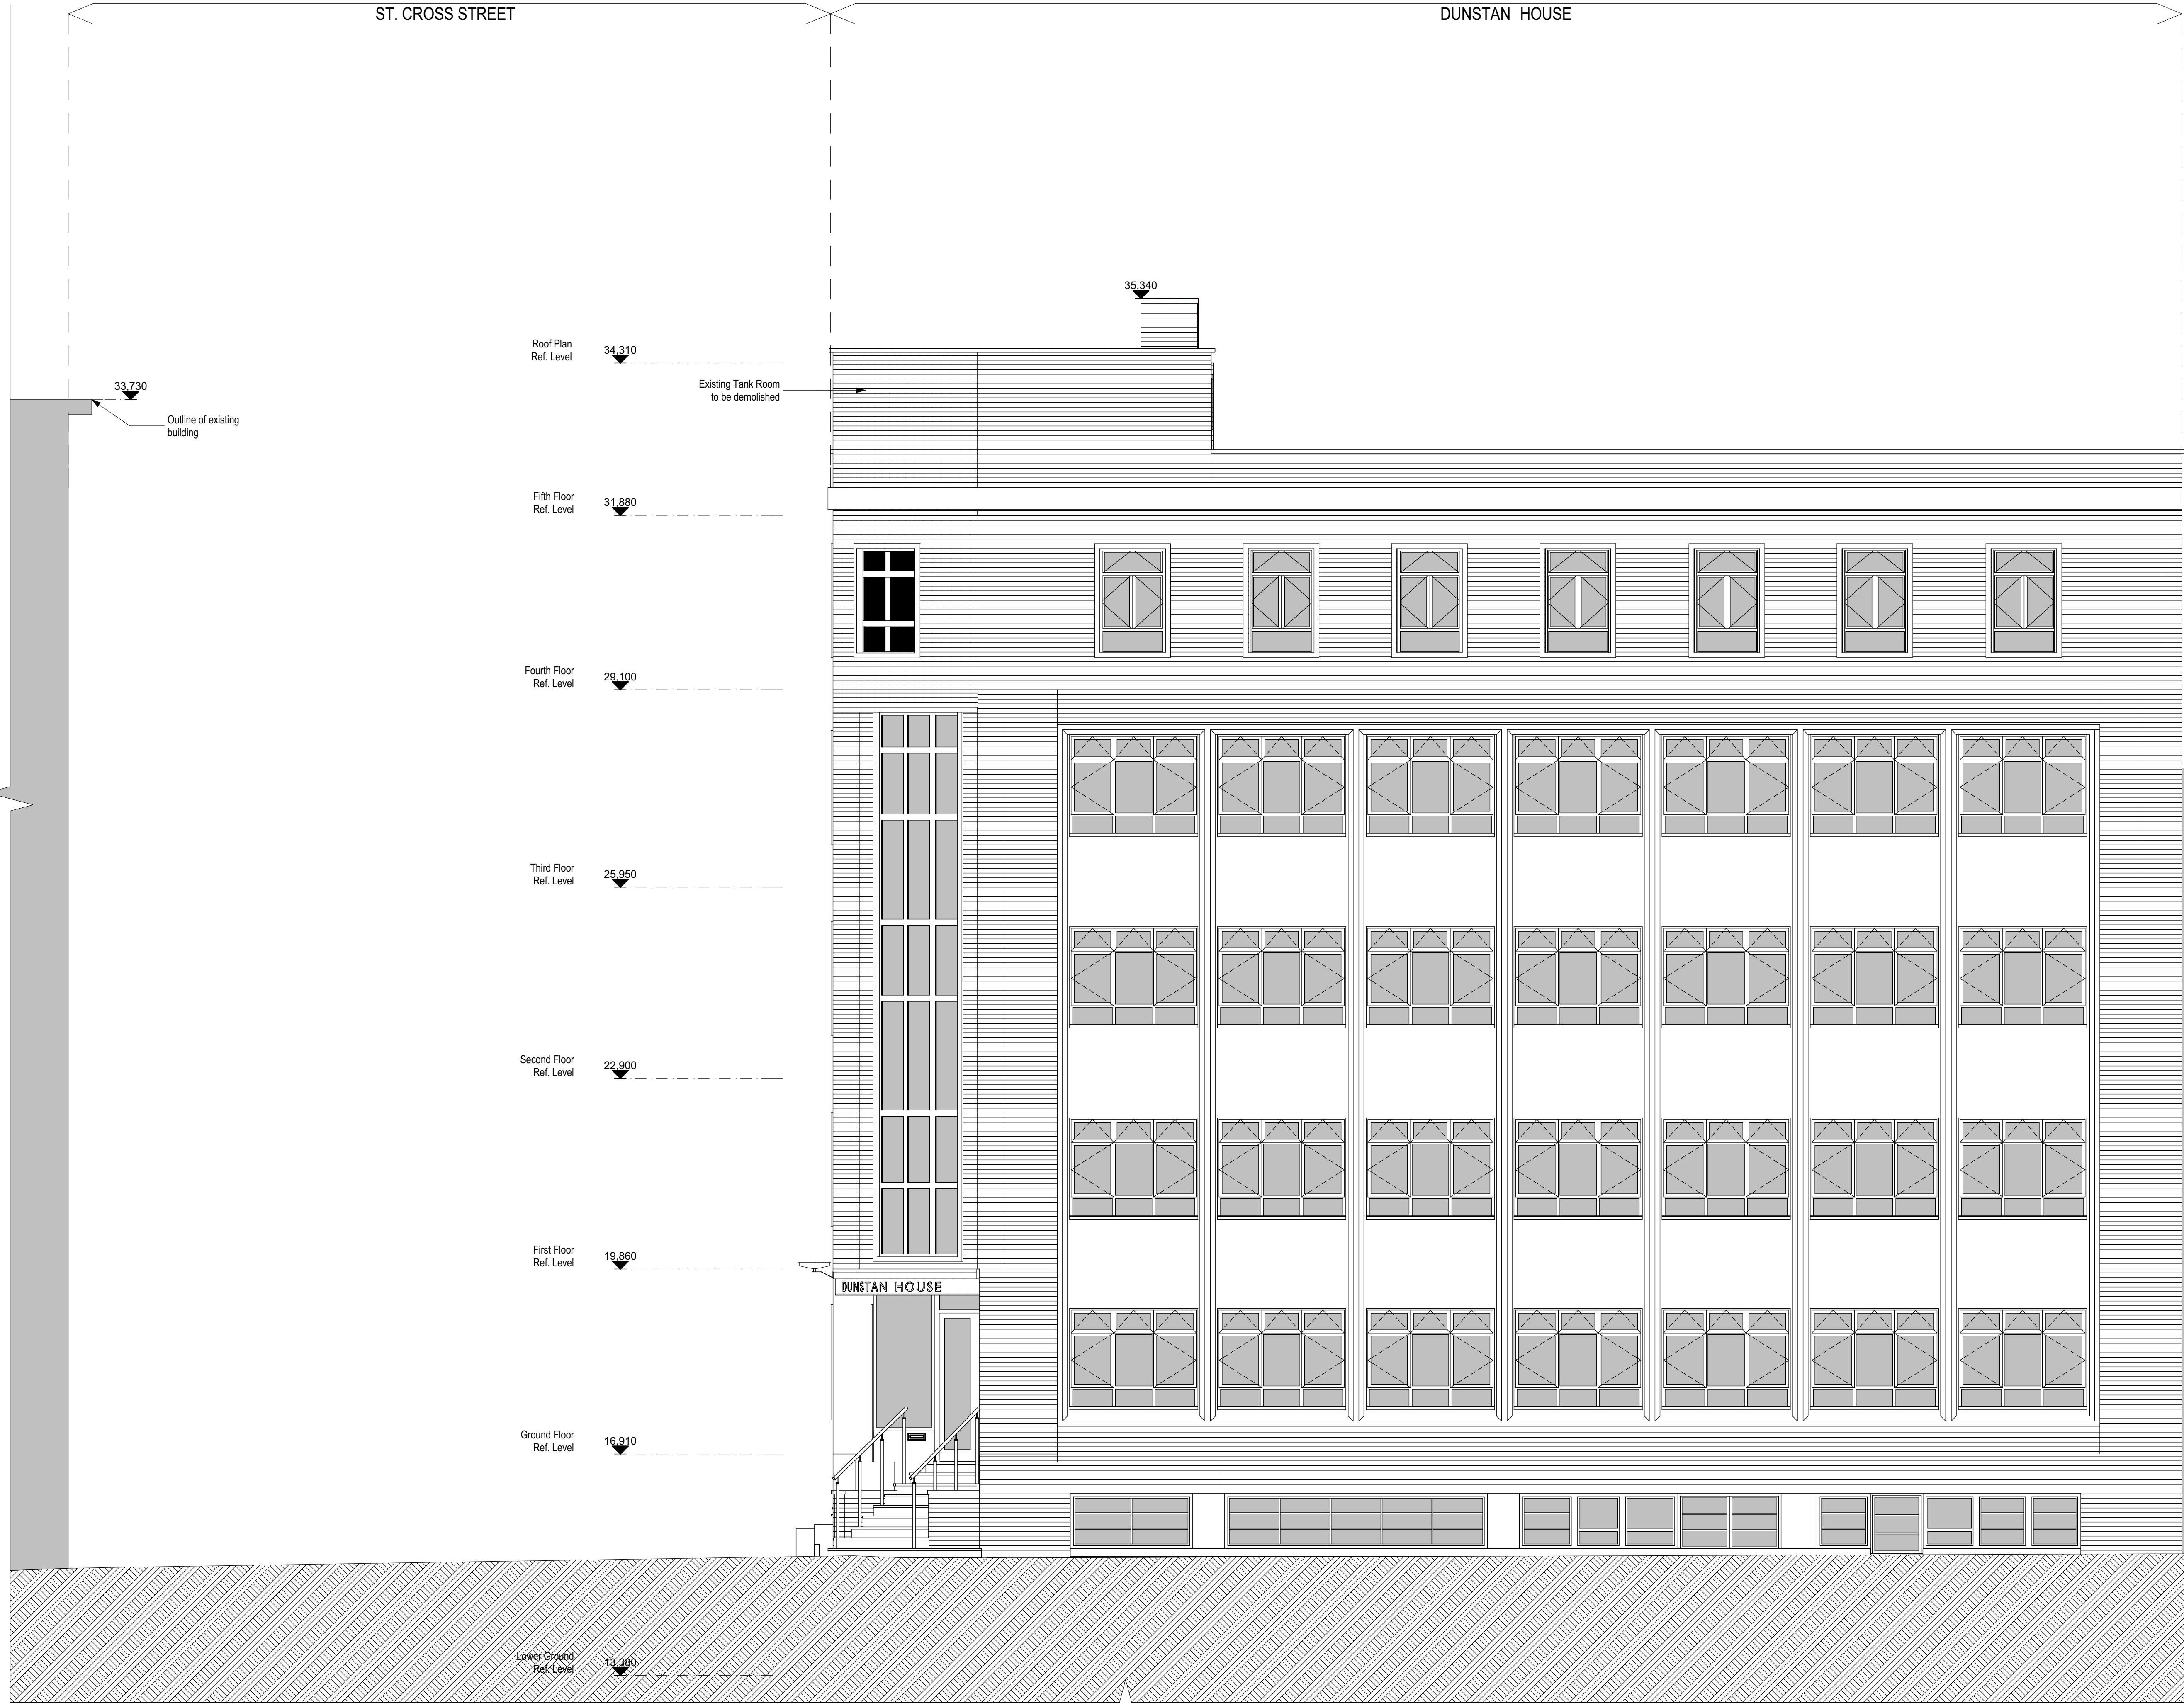 ST. CROSS STREET
DUNSTAN HOUSE
35,340
Roof Plan
Ref. Level
34,310
33,730
Existing Tank Room
to be demolished
Outline of existing
building
Fifth Floor
Ref. Level
31,880
Fourth Floor
Ref. Level
29,100
Third Floor
Ref. Level
25,950
Second Floor
Ref. Level
22,900
First Floor
Ref. Level
19,860
DUNSTAN HOUSE
Ground Floor
Ref. Level
16,910
Lower Ground
Ref. Level
13,380